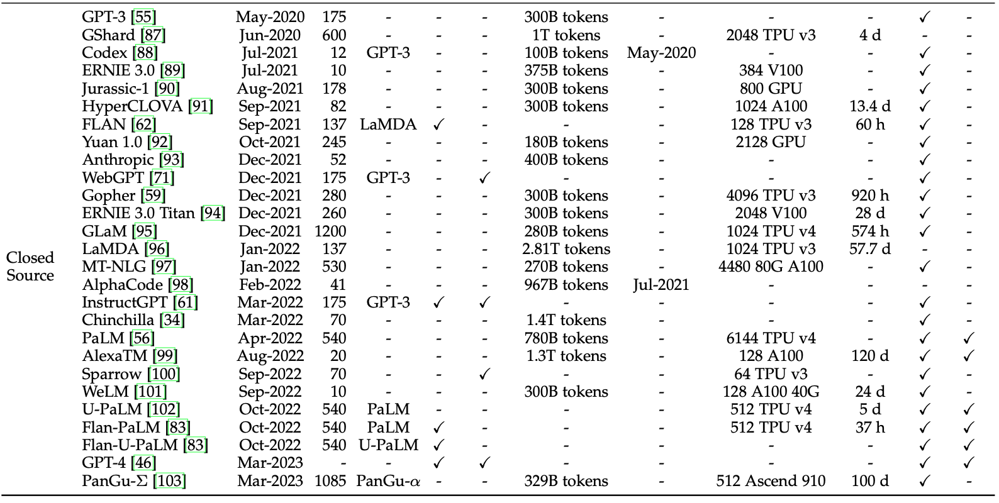 GPT-3 [55] May-2020 175 - - - 300B tokens - - - ✓ -
GShard [87] Jun-2020 600 - - - 1T tokens - 2048 TPU v3 4 d - -
Codex [88] Jul-2021 12 GPT-3 - - 100B tokens May-2020 - - ✓ -
ERNIE 3.0 [89] Jul-2021 10 - - - 375B tokens - 384 V100 - ✓ -
Jurassic-1 [90] Aug-2021 178 - - - 300B tokens - 800 GPU - ✓ -
HyperCLOVA [91] Sep-2021 82 - - - 300B tokens - 1024 A100 13.4 d ✓ -
FLAN [62] Sep-2021 137 LaMDA ✓ - - - 128 TPU v3 60 h ✓ -
Yuan 1.0 [92] Oct-2021 245 - - - 180B tokens - 2128 GPU - ✓ -
Anthropic [93] Dec-2021 52 - - - 400B tokens - - - ✓ -
WebGPT [71] Dec-2021 175 GPT-3 - ✓ - - - - ✓ -
Gopher [59] Dec-2021 280 - - - 300B tokens - 4096 TPU v3 920 h ✓ -
ERNIE 3.0 Titan [94] Dec-2021 260 - - - 300B tokens - 2048 V100 28 d ✓ -
GLaM [95] Dec-2021 1200 - - - 280B tokens - 1024 TPU v4 574 h ✓ -
LaMDA [96] Jan-2022 137 - - - 2.81T tokens - 1024 TPU v3 57.7 d - -
Closed
Source
MT-NLG [97] Jan-2022 530 - - - 270B tokens - 4480 80G A100 - ✓ -
AlphaCode [98] Feb-2022 41 - - - 967B tokens Jul-2021 - - - -
InstructGPT [61] Mar-2022 175 GPT-3 ✓ ✓ - - - - ✓ -
Chinchilla [34] Mar-2022 70 - - - 1.4T tokens - - - ✓ -
PaLM [56] Apr-2022 540 - - - 780B tokens - 6144 TPU v4 - ✓ ✓
AlexaTM [99] Aug-2022 20 - - - 1.3T tokens - 128 A100 120 d ✓ ✓
Sparrow [100] Sep-2022 70 - - ✓ - - 64 TPU v3 - ✓ -
WeLM [101] Sep-2022 10 - - - 300B tokens - 128 A100 40G 24 d ✓ -
U-PaLM [102] Oct-2022 540 PaLM - - - - 512 TPU v4 5 d ✓ ✓
Flan-PaLM [83] Oct-2022 540 PaLM ✓ - - - 512 TPU v4 37 h ✓ ✓
Flan-U-PaLM [83] Oct-2022 540 U-PaLM ✓ - - - - - ✓ ✓
GPT-4 [46] Mar-2023 - - ✓ ✓ - - - - ✓ ✓
PanGu-Σ [103] Mar-2023 1085 PanGu-α - - 329B tokens - 512 Ascend 910 100 d ✓ -